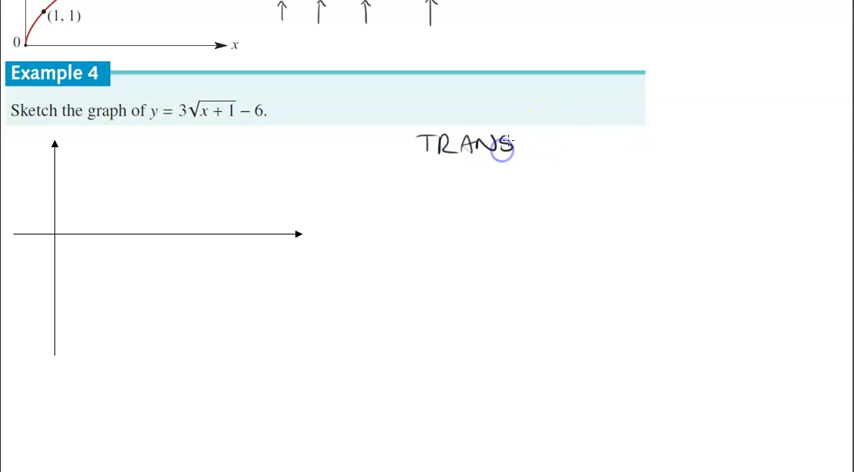 (1, 1)
0
x
Example 4
Sketch the graph of y = 3√(x + 1) − 6.
TRANS